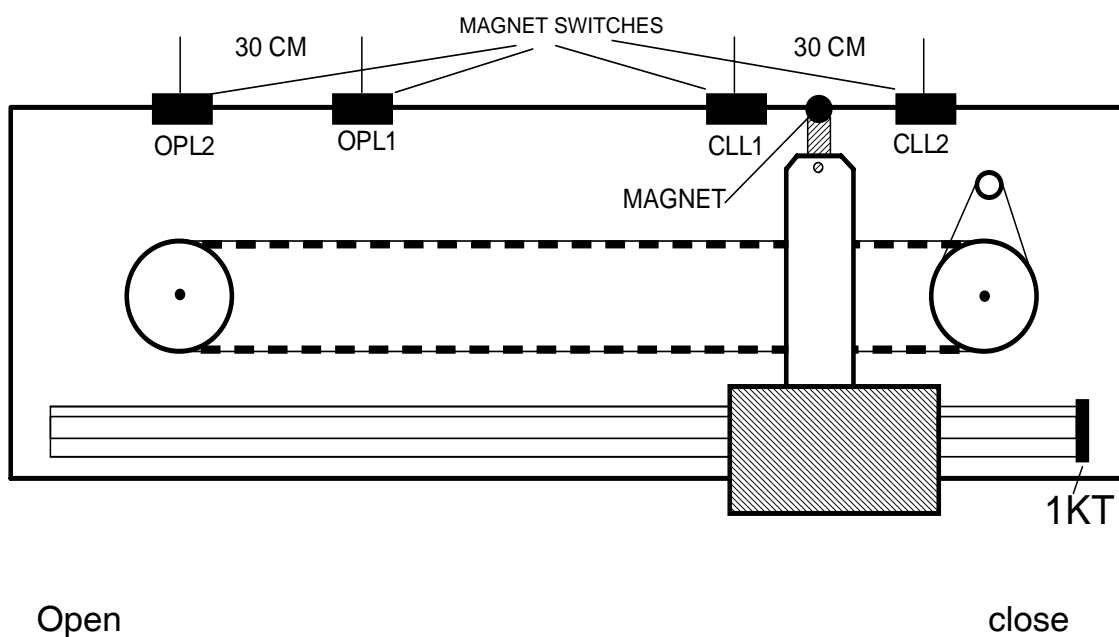 MAGNET SWITCHES
30 CM
30 CM
OPL2
OPL1
CLL1
CLL2
MAGNET
1KT
Open
close